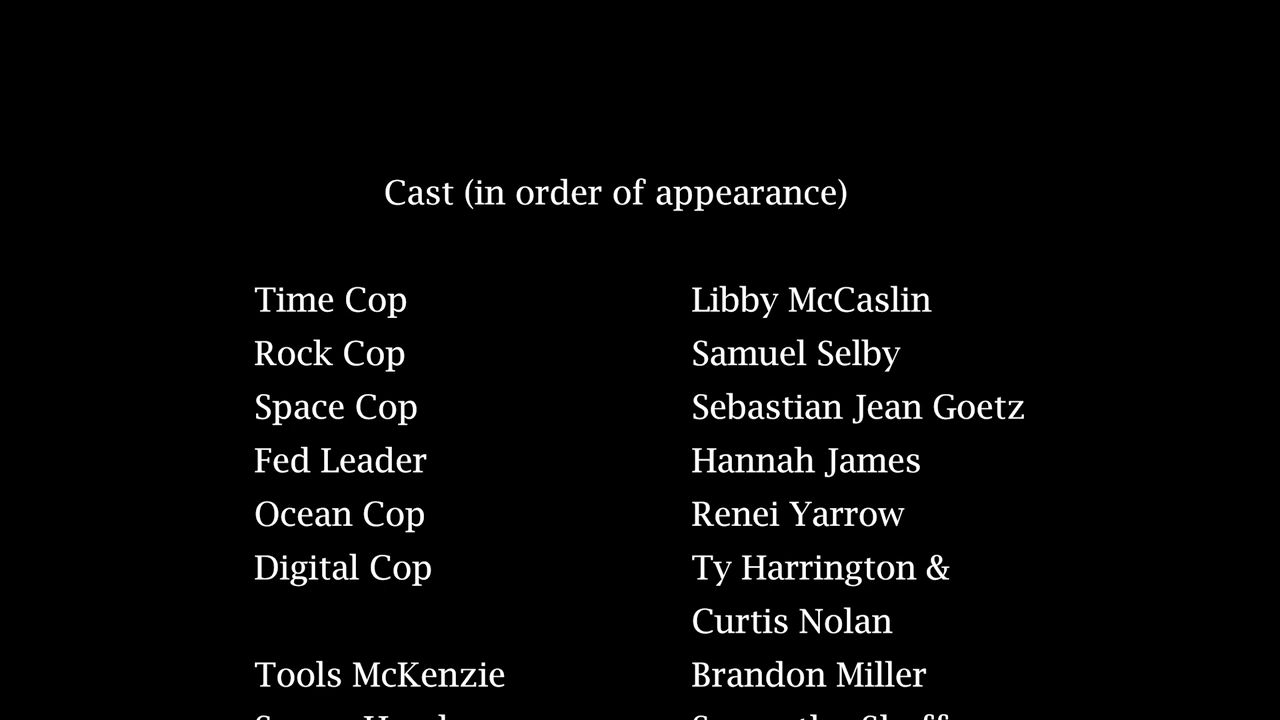 Cast (in order of appearance)
Time Cop Libby McCaslin
Rock Cop Samuel Selby
Space Cop Sebastian Jean Goetz
Fed Leader Hannah James
Ocean Cop Renei Yarrow
Digital Cop Ty Harrington &
Curtis Nolan
Tools McKenzie Brandon Miller